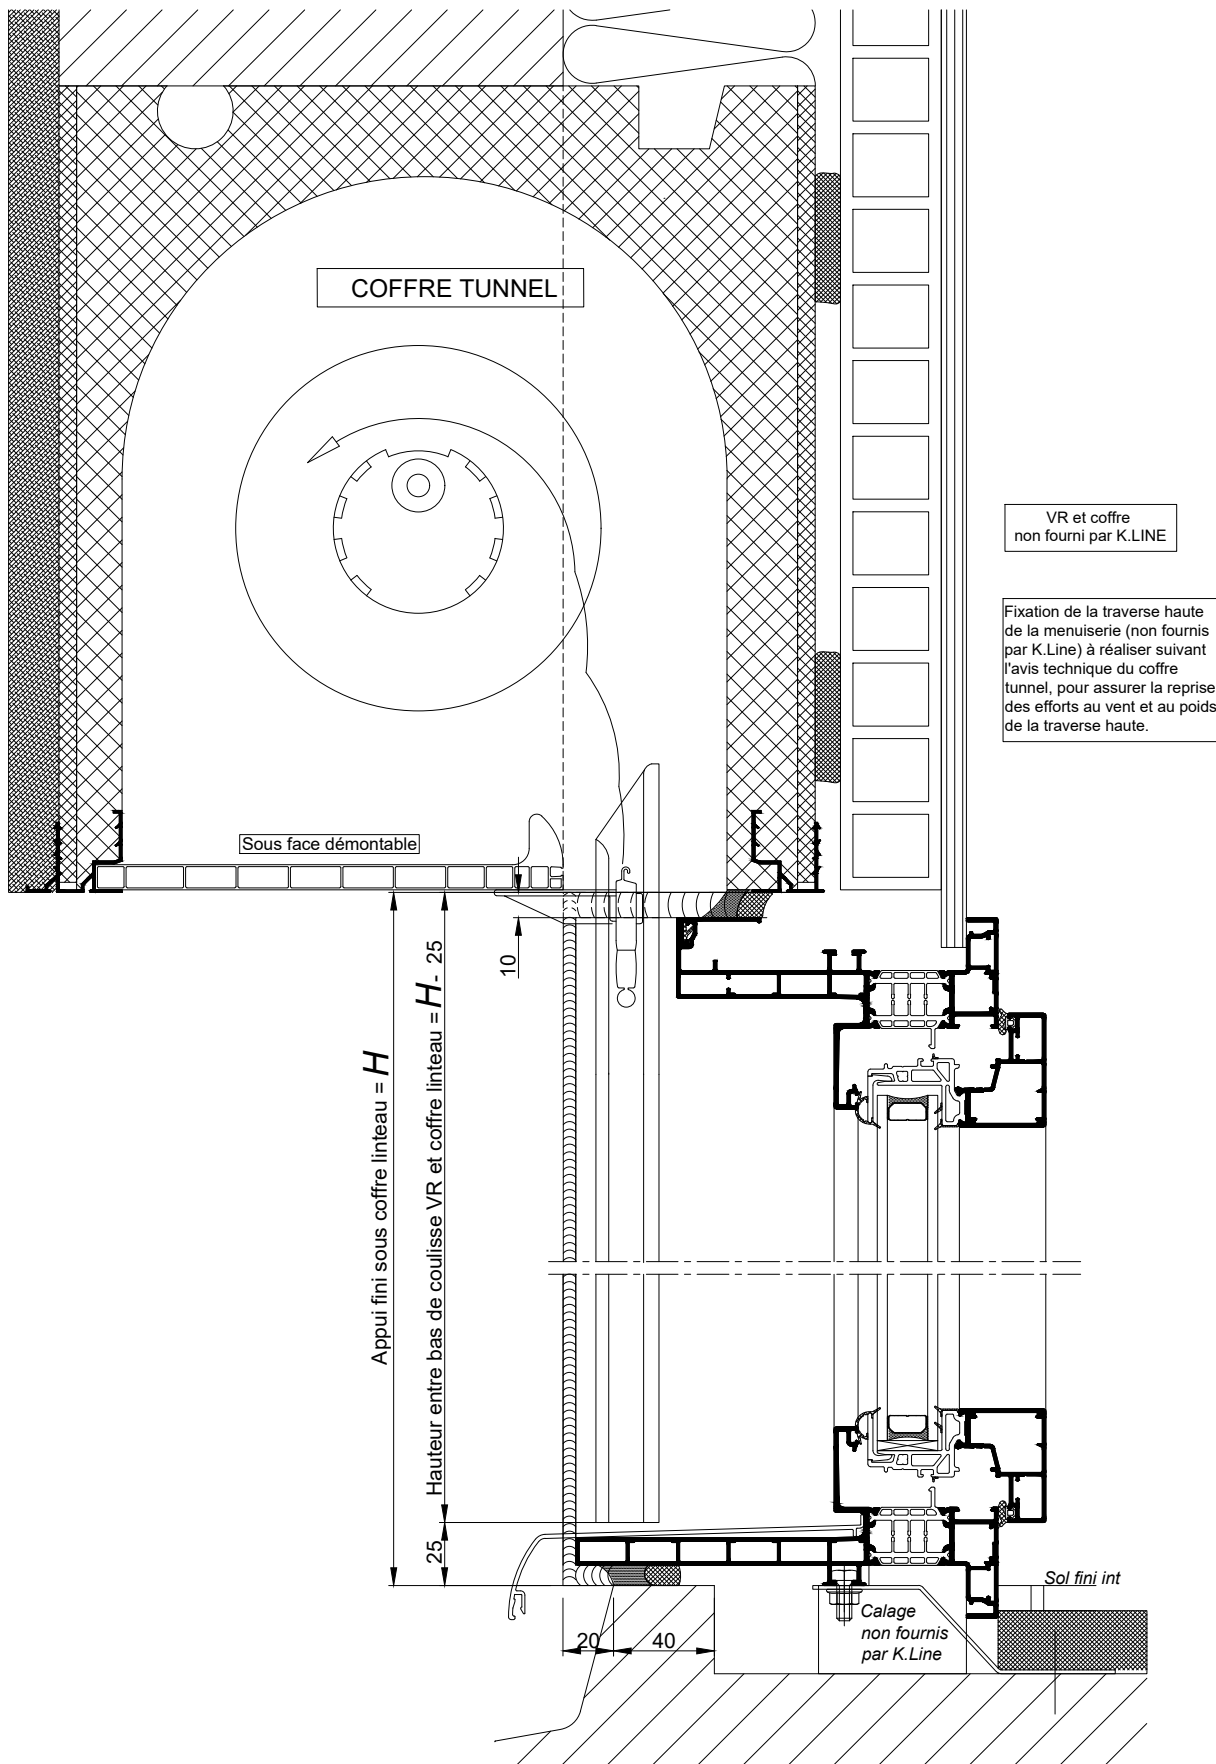 COFFRE TUNNEL
VR et coffre
non fourni par K.LINE
Fixation de la traverse haute
de la menuiserie (non fournis
par K.Line) à réaliser suivant
l'avis technique du coffre
tunnel, pour assurer la reprise
des efforts au vent et au poids
de la traverse haute.
Sous face démontable
10
Appui fini sous coffre linteau = H
Hauteur entre bas de coulisse VR et coffre linteau = H - 25
25
Sol fini int
Calage
non fournis
par K.Line
20
40